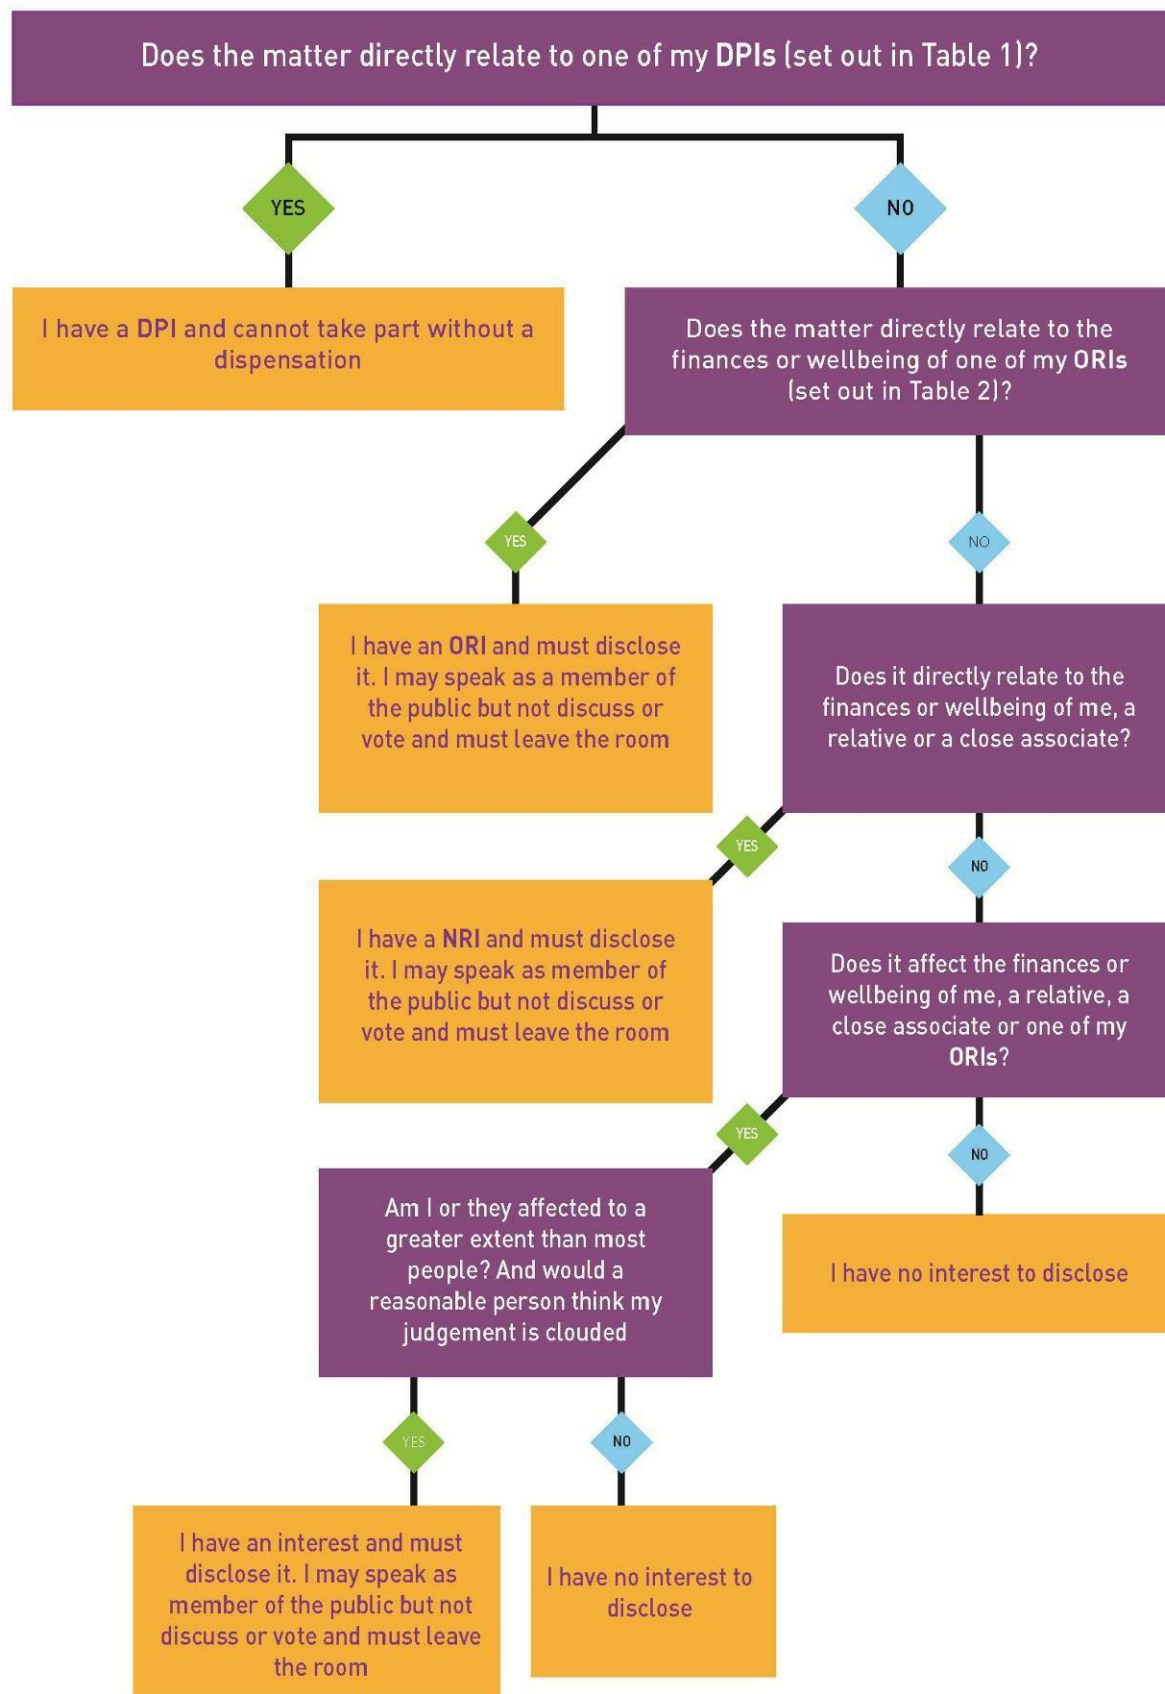 Does the matter directly relate to one of my DPIs (set out in Table 1)?
YES
NO
I have a DPI and cannot take part without a
dispensation
Does the matter directly relate to the
finances or wellbeing of one of my ORIs
(set out in Table 2)?
YES
NO
I have an ORI and must disclose
it. I may speak as a member of
the public but not discuss or
vote and must leave the room
Does it directly relate to the
finances or wellbeing of me, a
relative or a close associate?
YES
NO
I have a NRI and must disclose
it. I may speak as member of
the public but not discuss or
vote and must leave the room
Does it affect the finances or
wellbeing of me, a relative, a
close associate or one of my
ORIs?
YES
NO
Am I or they affected to a
greater extent than most
people? And would a
reasonable person think my
judgement is clouded
I have no interest to disclose
YES
NO
I have an interest and must
disclose it. I may speak as
member of the public but not
discuss or vote and must leave
the room
I have no interest to
disclose